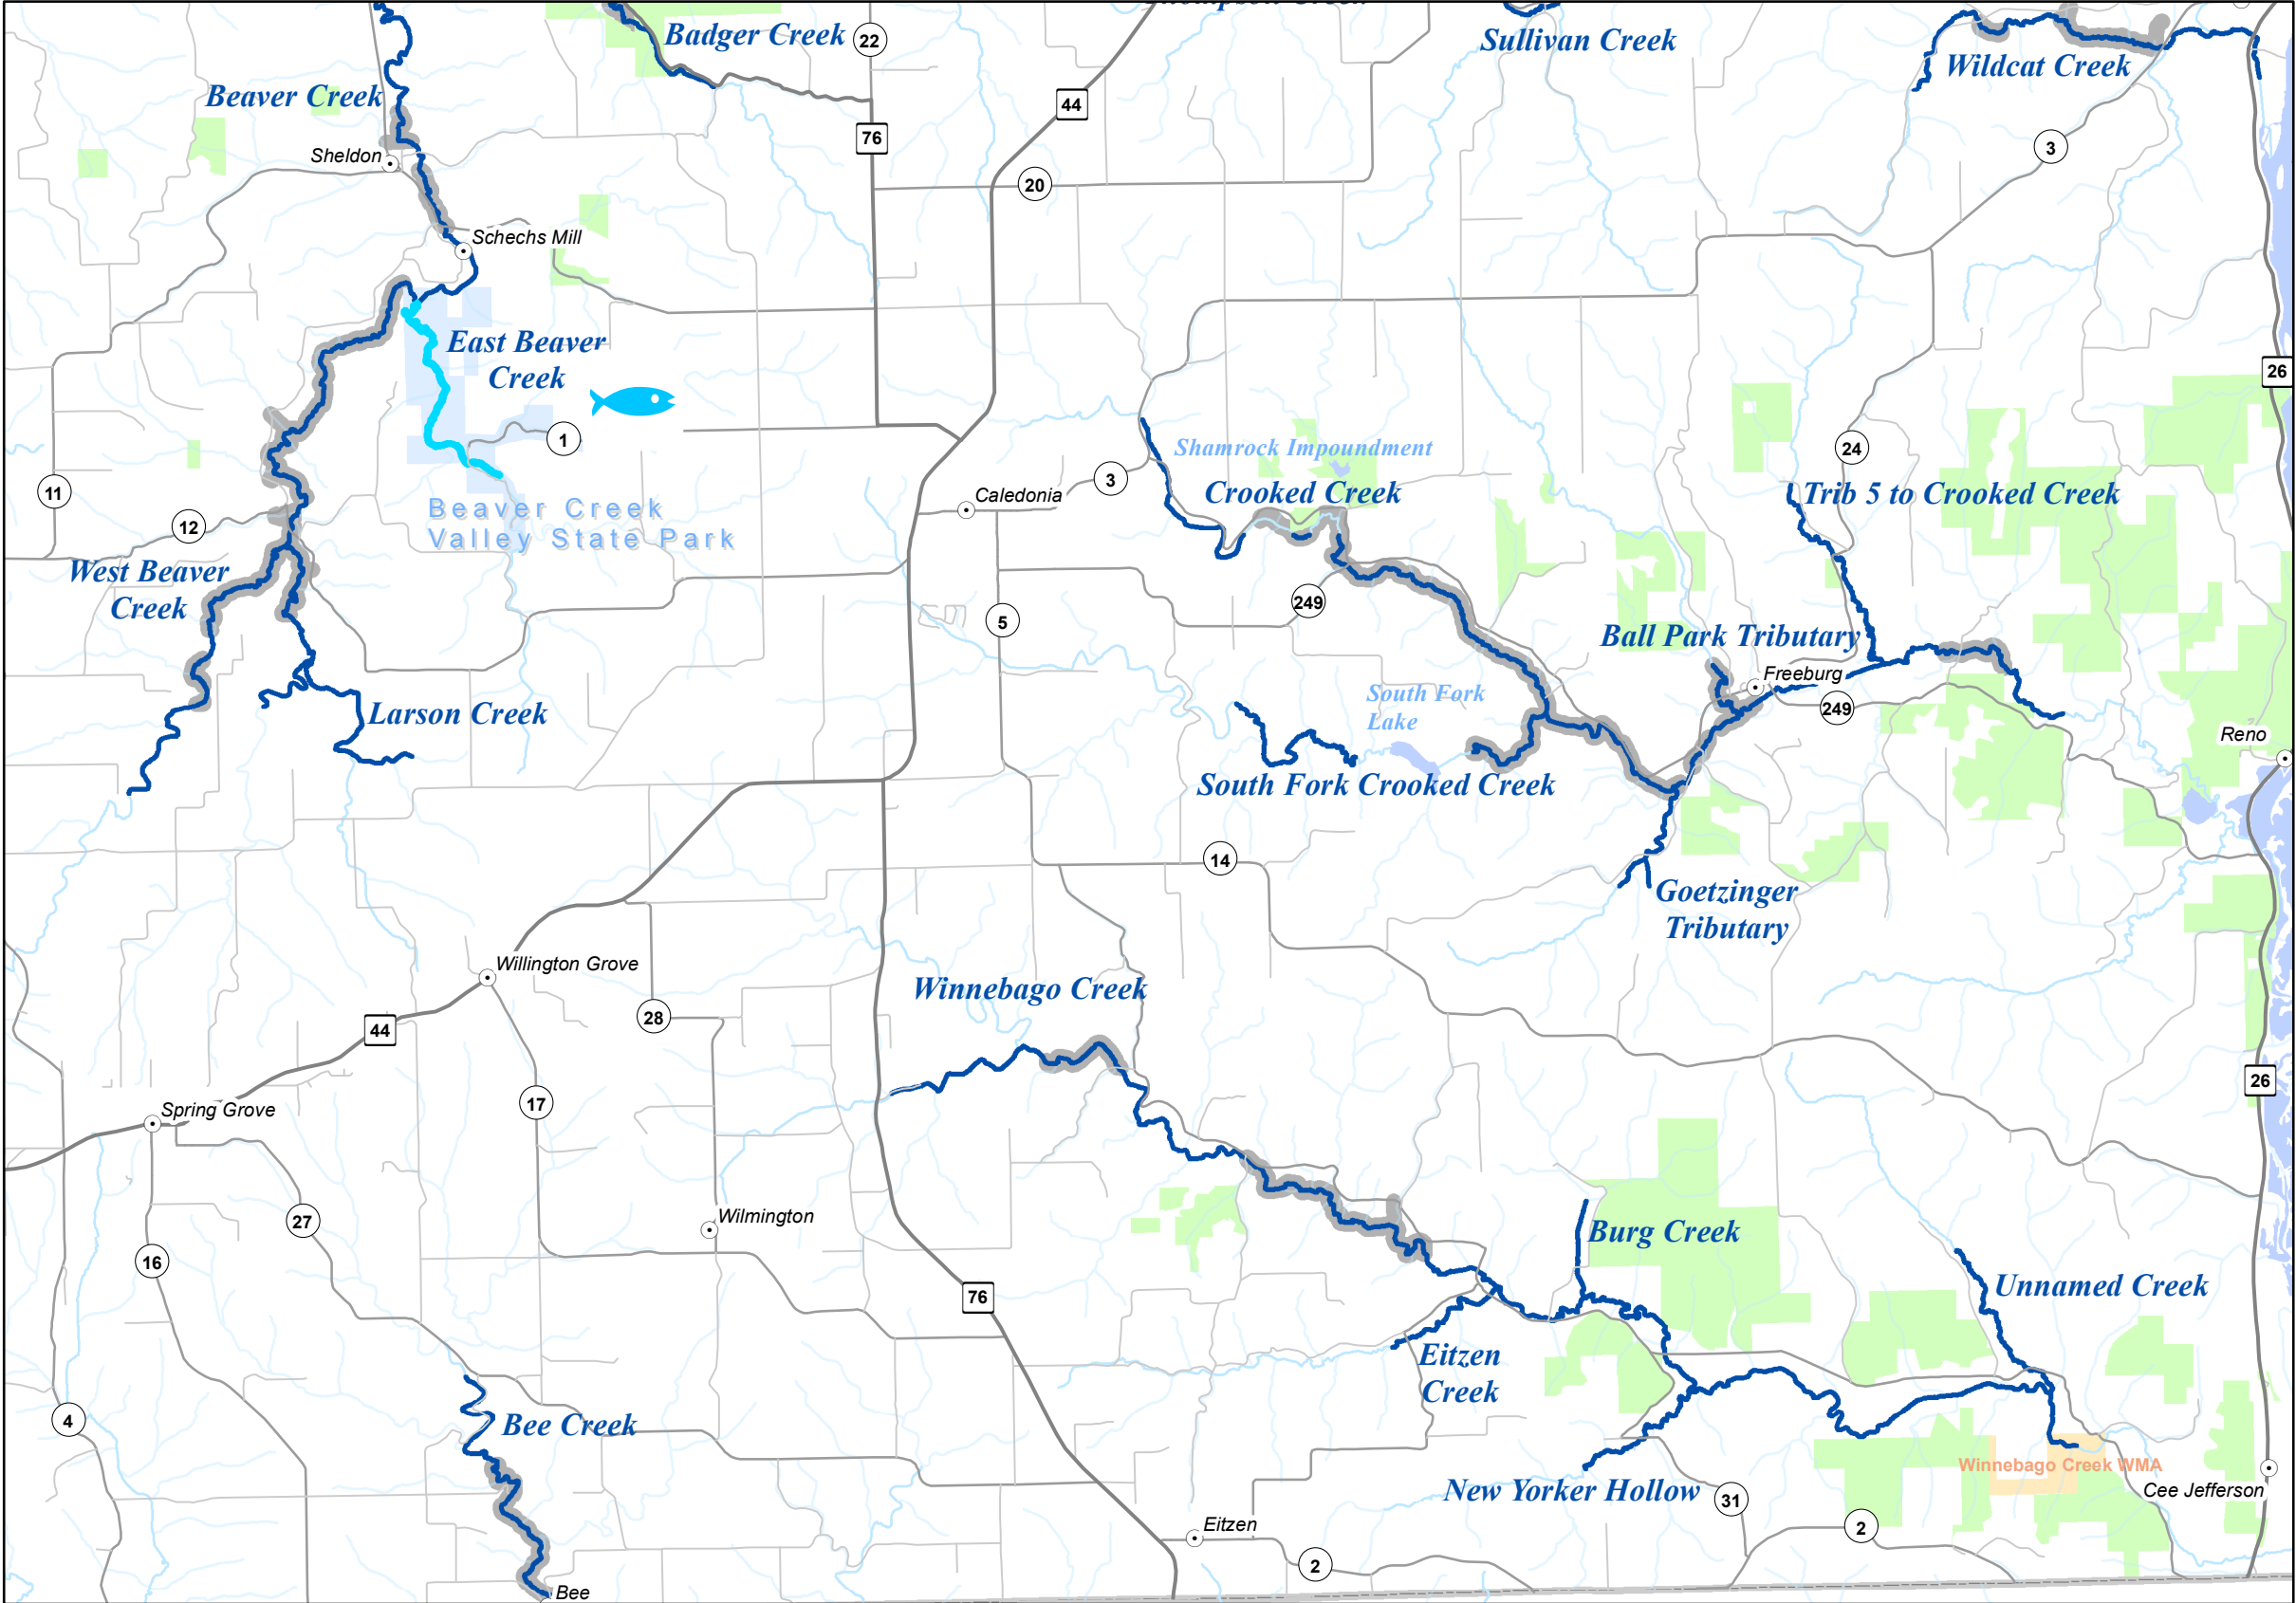 Thompson Creek
Badger Creek
22
Sullivan Creek
Wildcat Creek
Beaver Creek
44
76
3
Sheldon
20
Schechs Mill
East Beaver
Creek
26
1
Shamrock Impoundment
24
11
3
Caledonia
Crooked Creek
Trib 5 to Crooked Creek
12
Beaver Creek
Valley State Park
West Beaver
Creek
249
5
Ball Park Tributary
Freeburg
Larson Creek
South Fork
Lake
249
Reno
South Fork Crooked Creek
14
Goetzinger
Tributary
Willington Grove
Winnebago Creek
44
28
26
Spring Grove
17
Wilmington
27
16
Burg Creek
76
Unnamed Creek
Eitzen
Creek
4
Bee Creek
Winnebago Creek WMA
New Yorker Hollow
31
Cee Jefferson
Eitzen
2
2
Bee